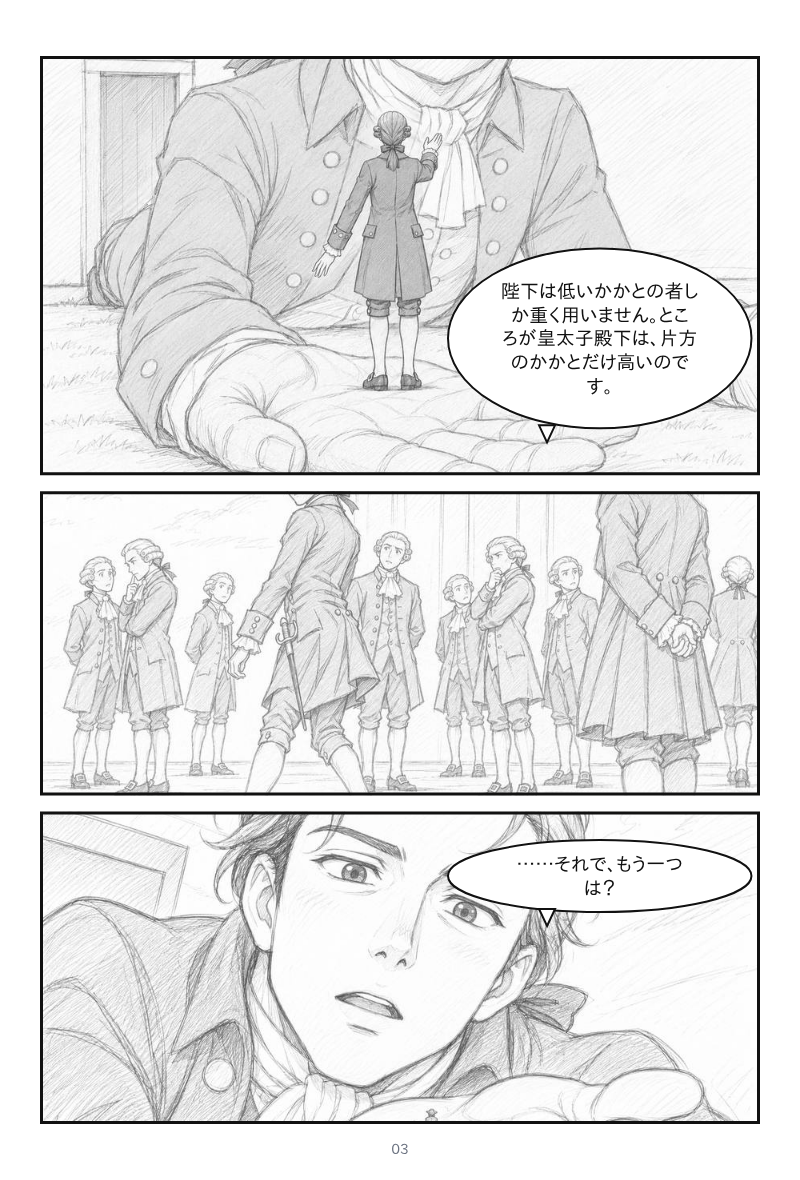 陛下は低いかかとの者し
か重く用いません。とこ
ろが皇太子殿下は、片方
のかかとだけ高いので
す。
……それで、もう一つ
は？
03